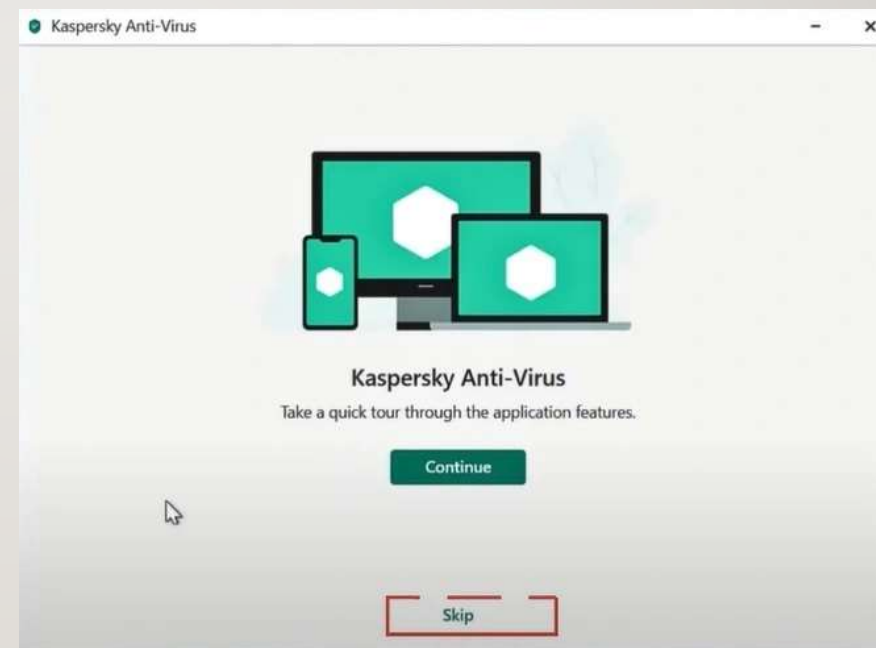 Kaspersky Anti-Virus
Kaspersky Anti-Virus
Take a quick tour through the application features.
Continue
Skip